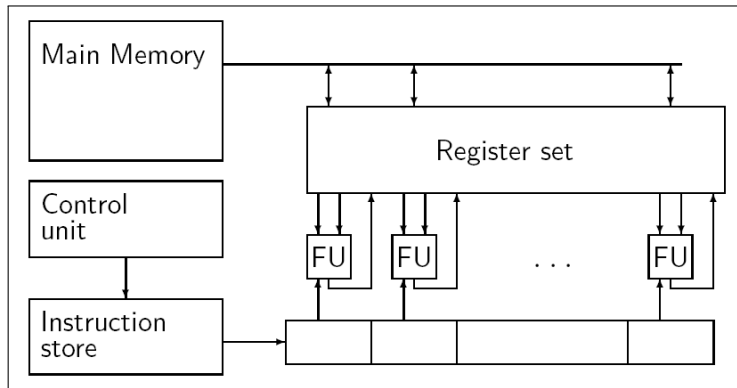 Main Memory
Register set
Control
unit
FU FU . . . FU
Instruction
store